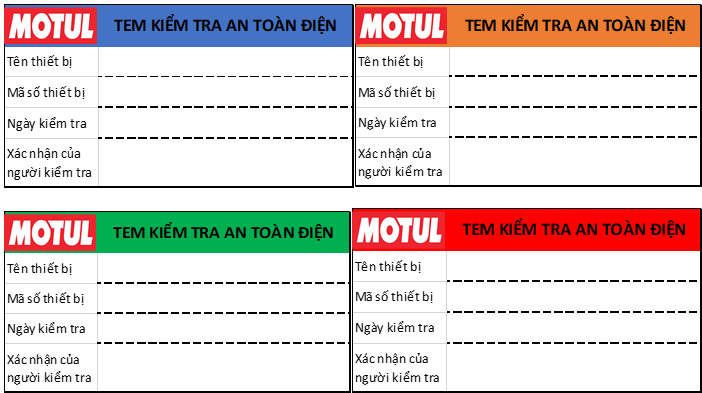 MOTUL TEM KIỂM TRA AN TOÀN ĐIỆN
Tên thiết bị
Mã số thiết bị
Ngày kiểm tra
Xác nhận của
người kiểm tra
MOTUL TEM KIỂM TRA AN TOÀN ĐIỆN
Tên thiết bị
Mã số thiết bị
Ngày kiểm tra
Xác nhận của
người kiểm tra
MOTUL TEM KIỂM TRA AN TOÀN ĐIỆN
Tên thiết bị
Mã số thiết bị
Ngày kiểm tra
Xác nhận của
người kiểm tra
MOTUL TEM KIỂM TRA AN TOÀN ĐIỆN
Tên thiết bị
Mã số thiết bị
Ngày kiểm tra
Xác nhận của
người kiểm tra